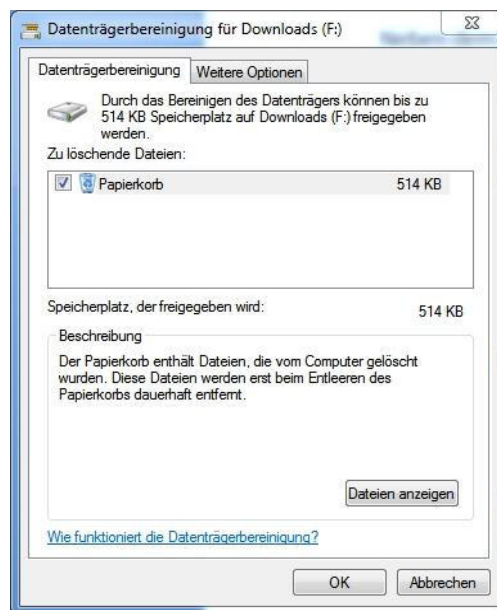 Datenträgerbereinigung für Downloads (F:)
Datenträgerbereinigung
Weitere Optionen
Durch das Bereinigen des Datenträgers können bis zu
514 KB Speicherplatz auf Downloads (F:) freigegeben
werden.
Zu löschende Dateien:
Papierkorb 514 KB
Speicherplatz, der freigegeben wird: 514 KB
Beschreibung
Der Papierkorb enthält Dateien, die vom Computer gelöscht
wurden. Diese Dateien werden erst beim Entleeren des
Papierkorbs dauerhaft entfernt.
Dateien anzeigen
Wie funktioniert die Datenträgerbereinigung?
OK Abbrechen